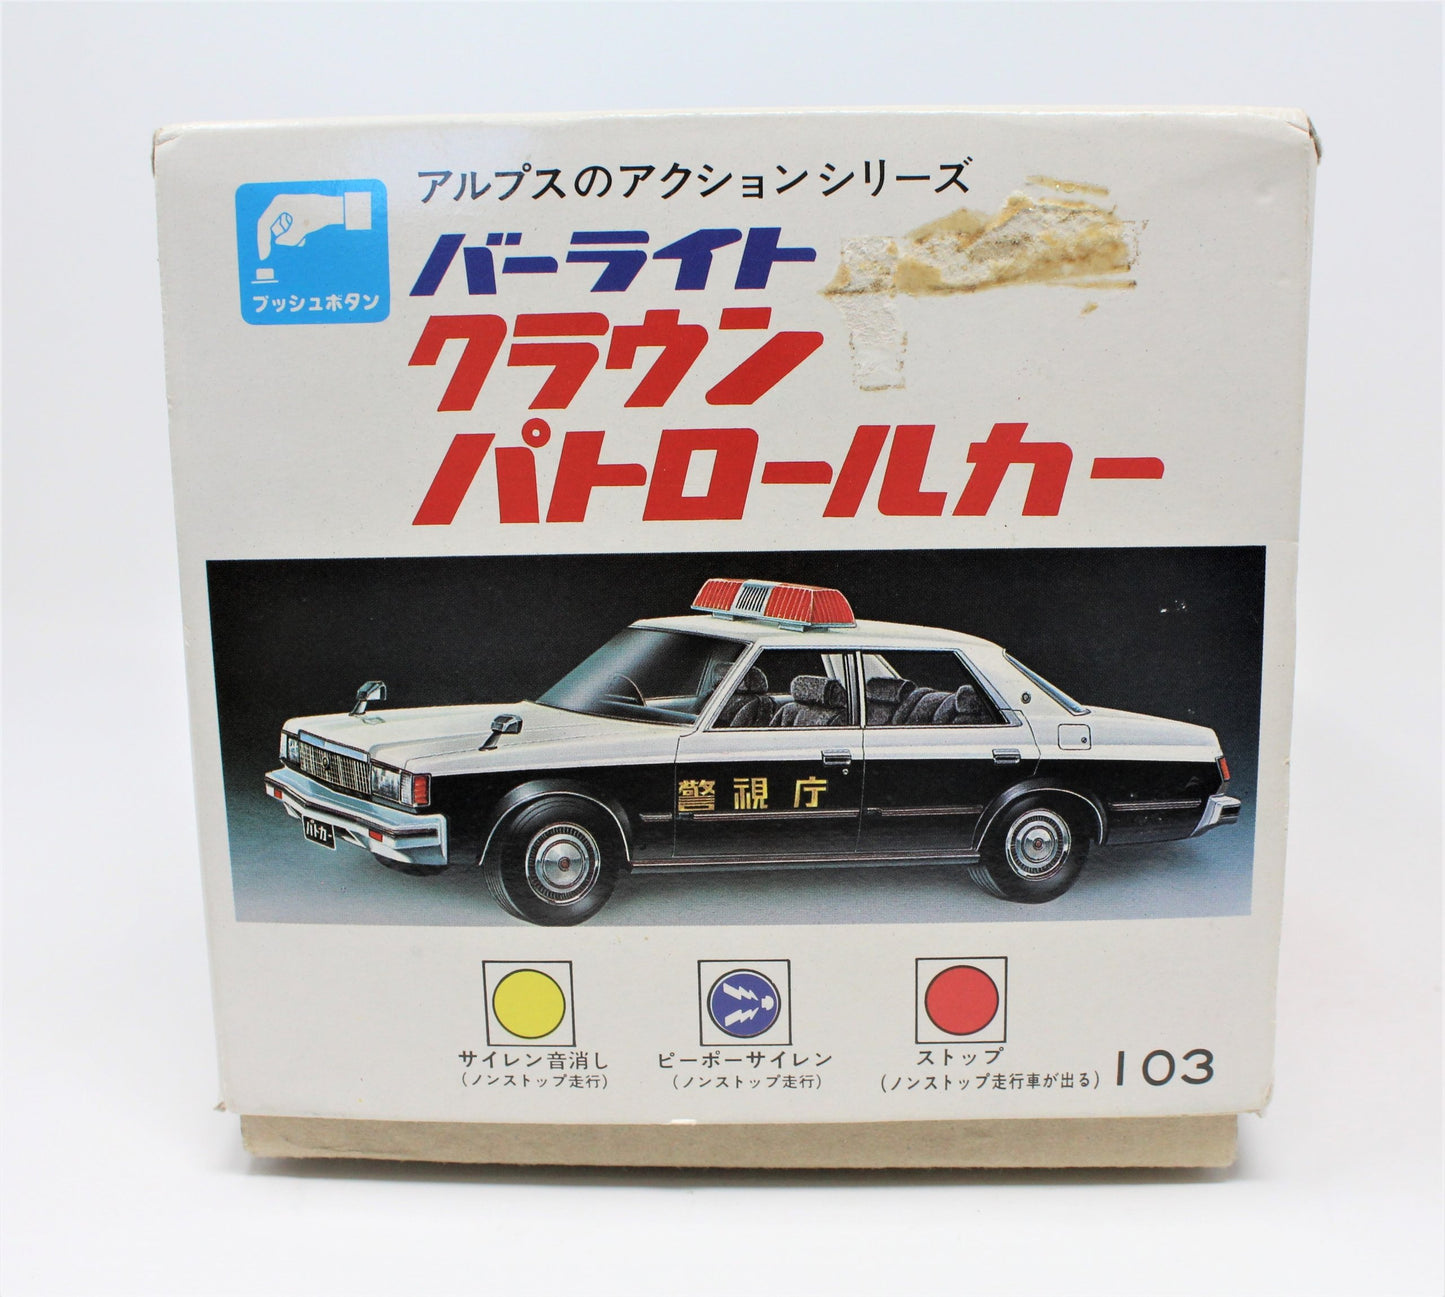 アルプスのアクションシリーズ
プッシュボタン
バーライト
クラウン
パトロールカー
警視庁
パトカー
サイレン音消し
(ノンストップ走行)
ピーポーサイレン
(ノンストップ走行)
ストップ
(ノンストップ走行車が出る)
103